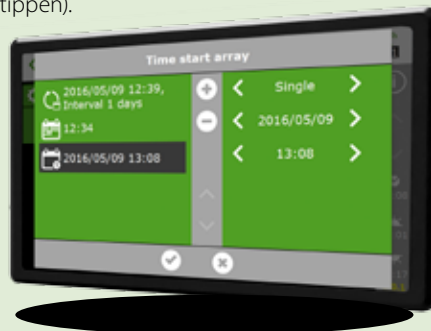 tippen).
Time start array
2016/05/09 12:39,
Interval 1 days
12:34
2016/05/09 13:08
Single
2016/05/09
13:08